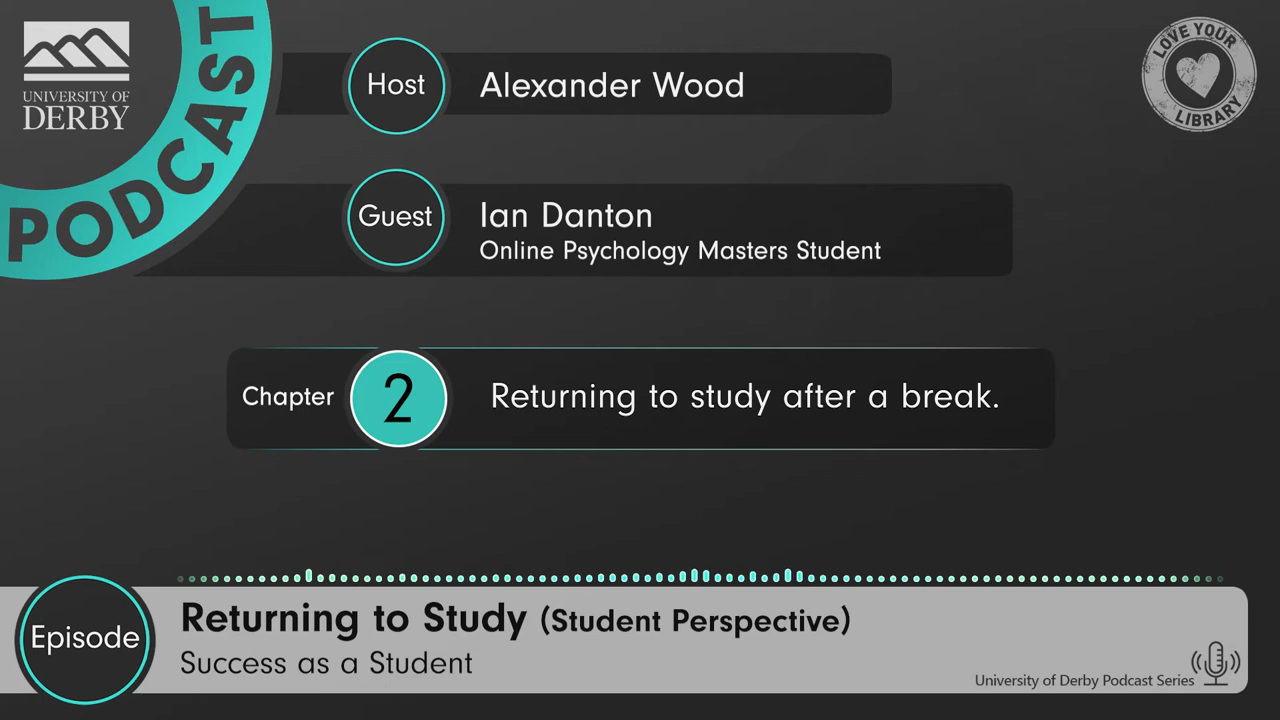 UNIVERSITY OF
DERBY
PODCAST
Host
Alexander Wood
LOVE YOUR
LIBRARY
Guest
Ian Danton
Online Psychology Masters Student
Chapter
2
Returning to study after a break.
Episode
Returning to Study (Student Perspective)
Success as a Student
University of Derby Podcast Series